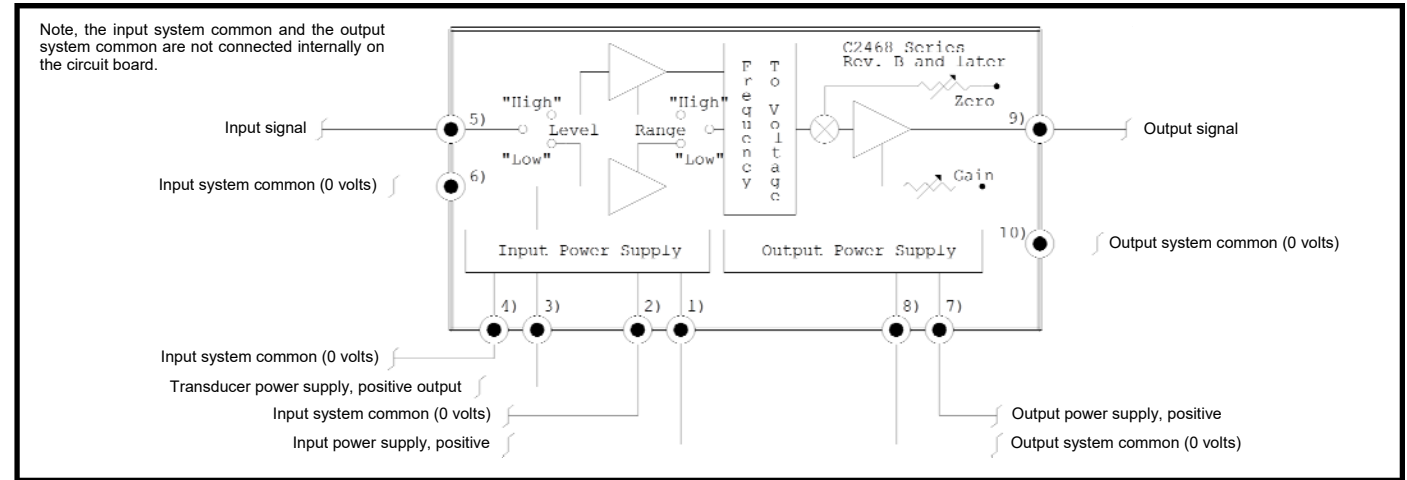 Note, the input system common and the output
system common are not connected internally on
the circuit board.
C2468 Series
Rev. B and later
Zero
Frequency
To Voltage
"High"
"High"
Level
Range
"Low"
"Low"
Gain
Input signal
5)
9)
Output signal
Input system common (0 volts)
6)
10)
Output system common (0 volts)
Input Power Supply
Output Power Supply
4)
3)
2)
1)
8)
7)
Input system common (0 volts)
Transducer power supply, positive output
Input system common (0 volts)
Output power supply, positive
Input power supply, positive
Output system common (0 volts)